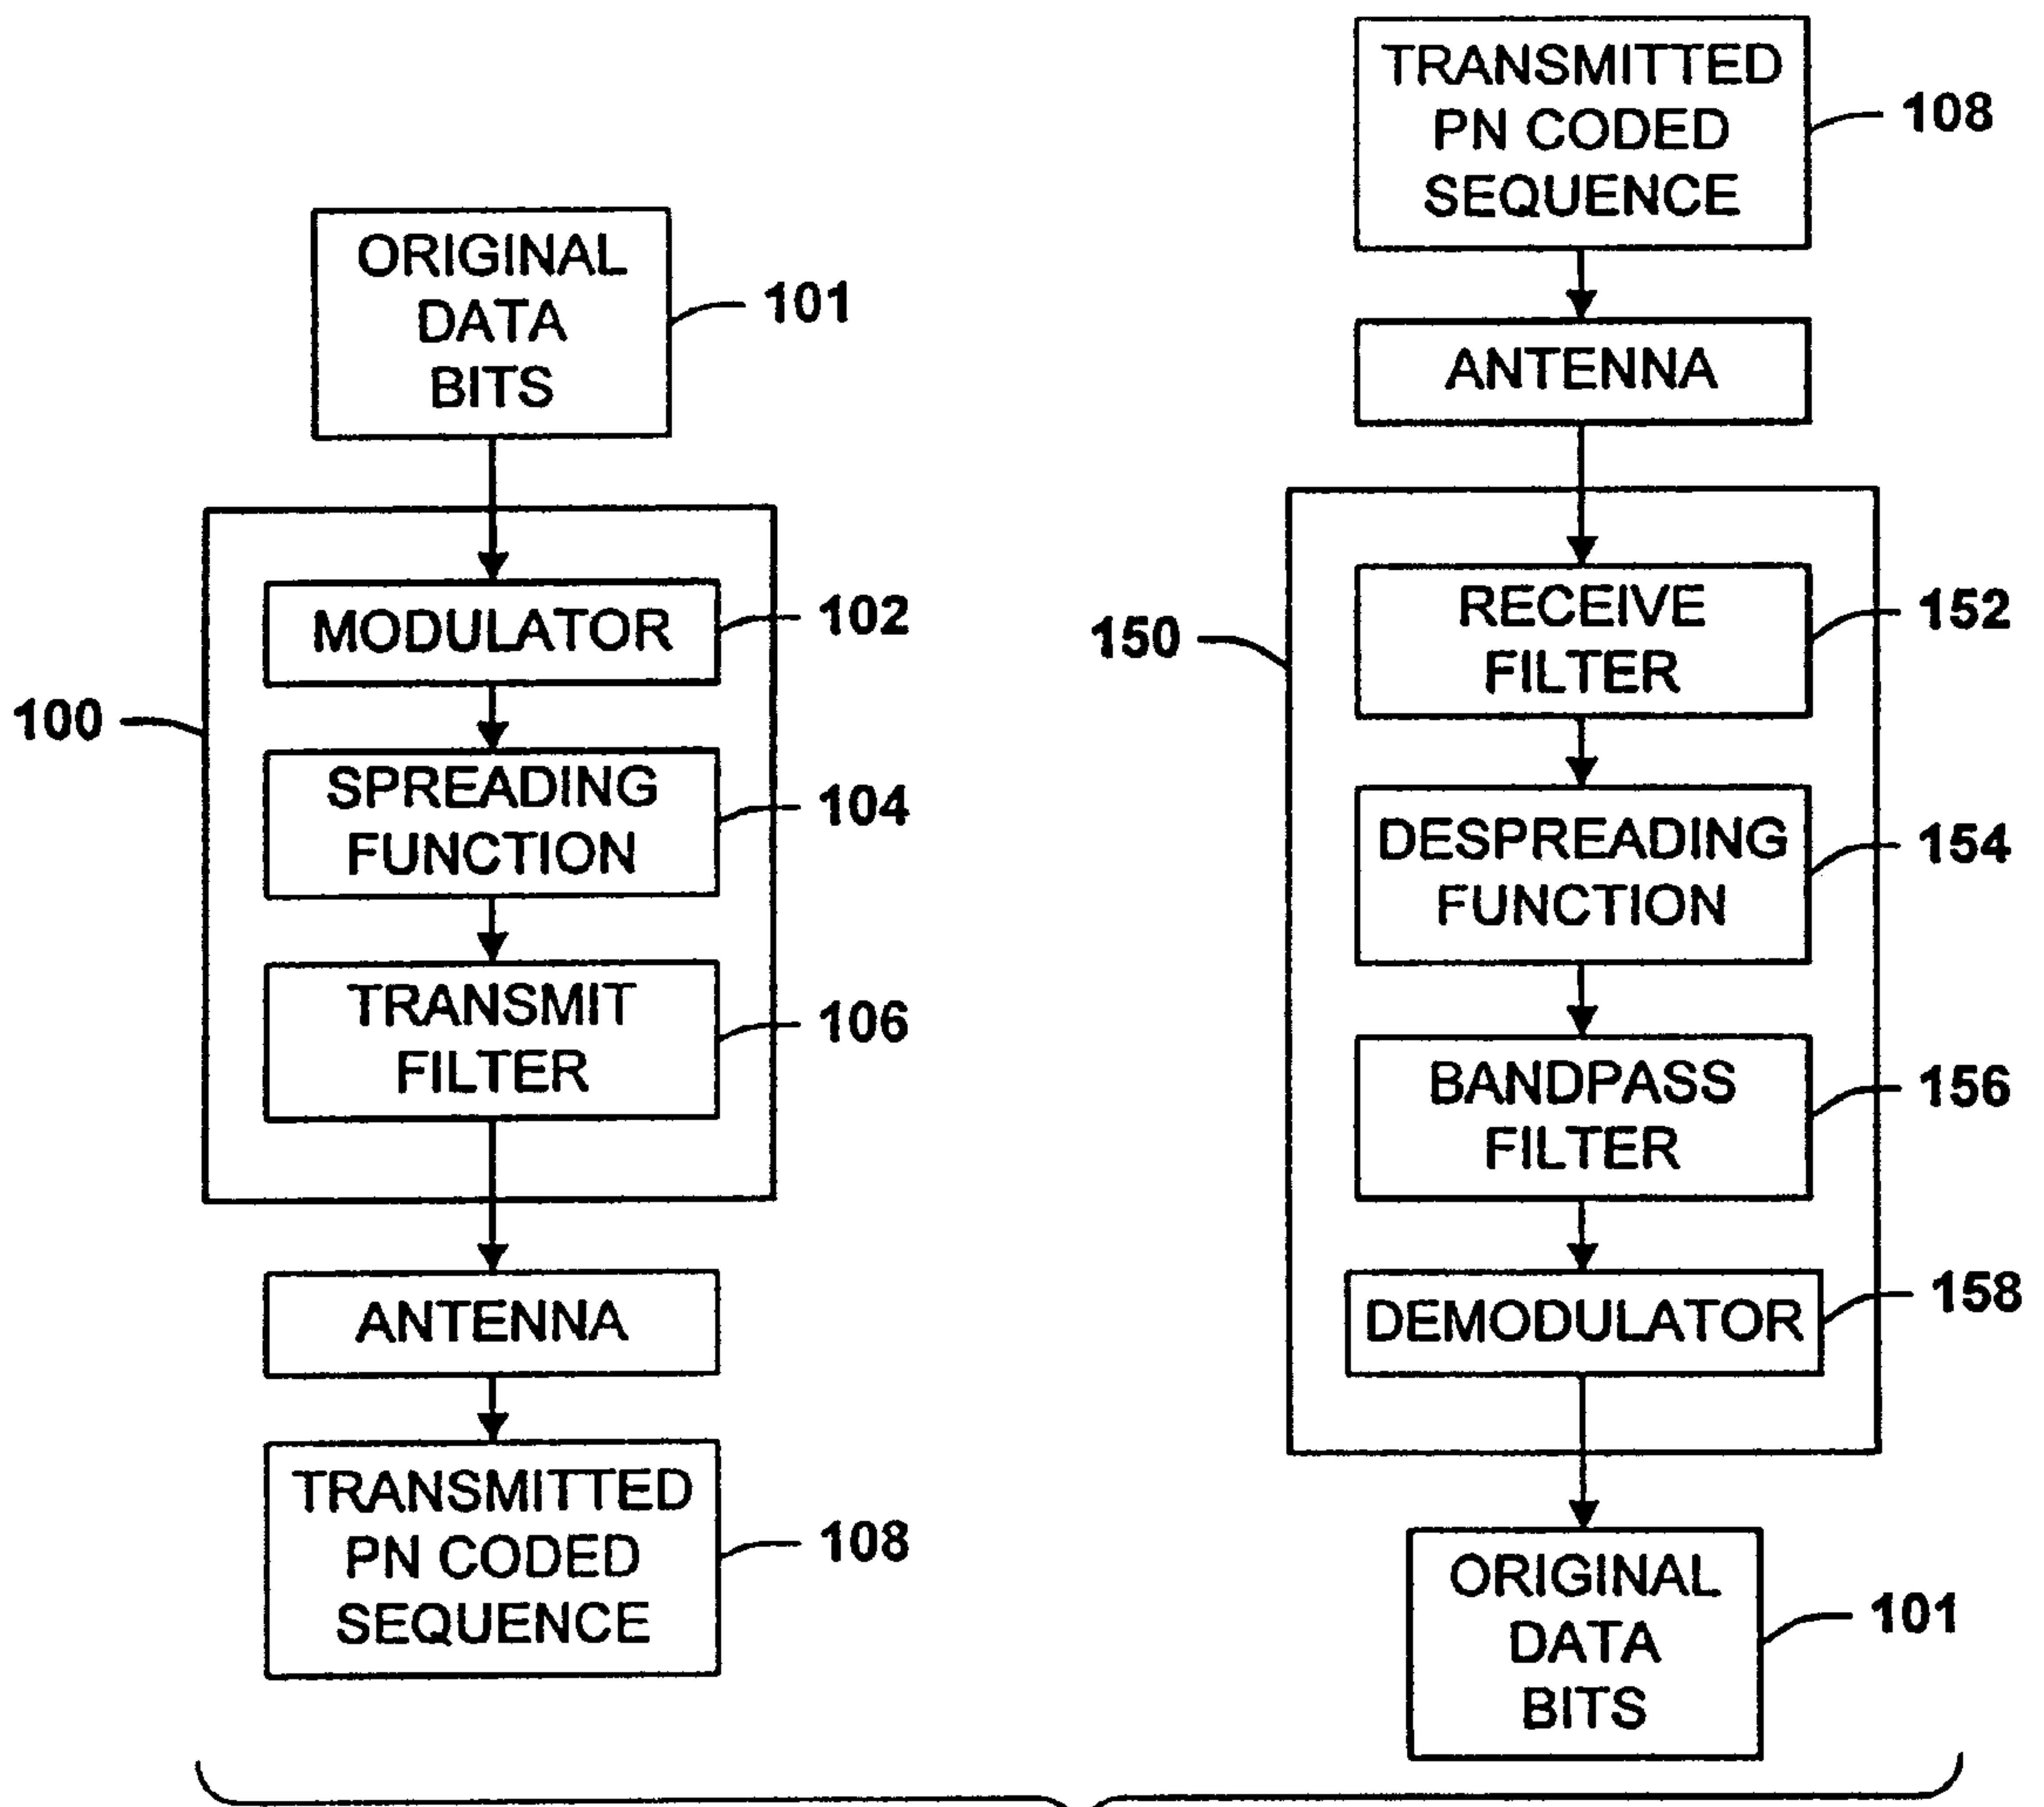 ORIGINAL
DATA
BITS
101
100
MODULATOR
102
SPREADING
FUNCTION
104
TRANSMIT
FILTER
106
ANTENNA
TRANSMITTED
PN CODED
SEQUENCE
108
TRANSMITTED
PN CODED
SEQUENCE
108
ANTENNA
150
RECEIVE
FILTER
152
DESPREADING
FUNCTION
154
BANDPASS
FILTER
156
DEMODULATOR
158
ORIGINAL
DATA
BITS
101